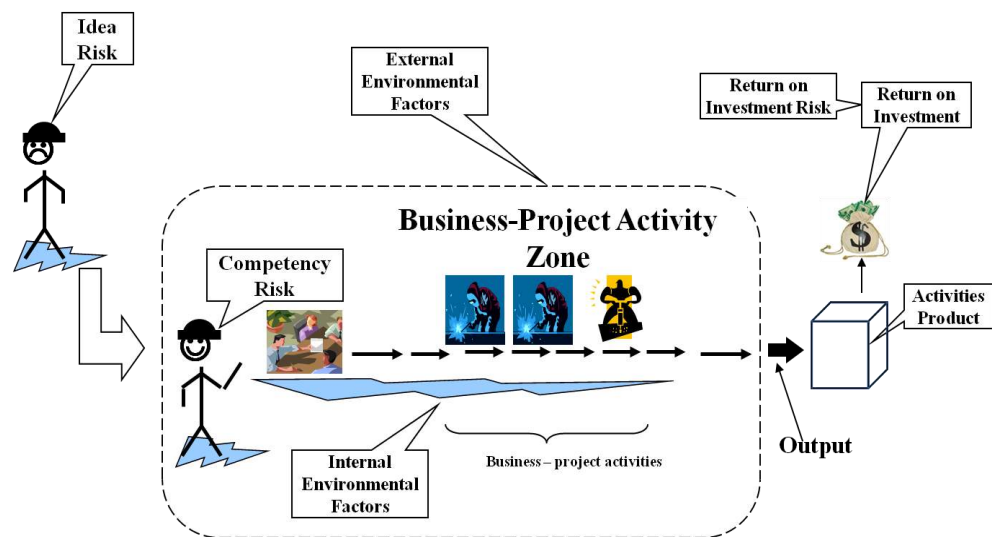 Idea
Risk
External
Environmental
Factors
Return on
Investment Risk
Return on
Investment
Business-Project Activity
Zone
Competency
Risk
$
Activities
Product
Output
Internal
Environmental
Factors
Business – project activities